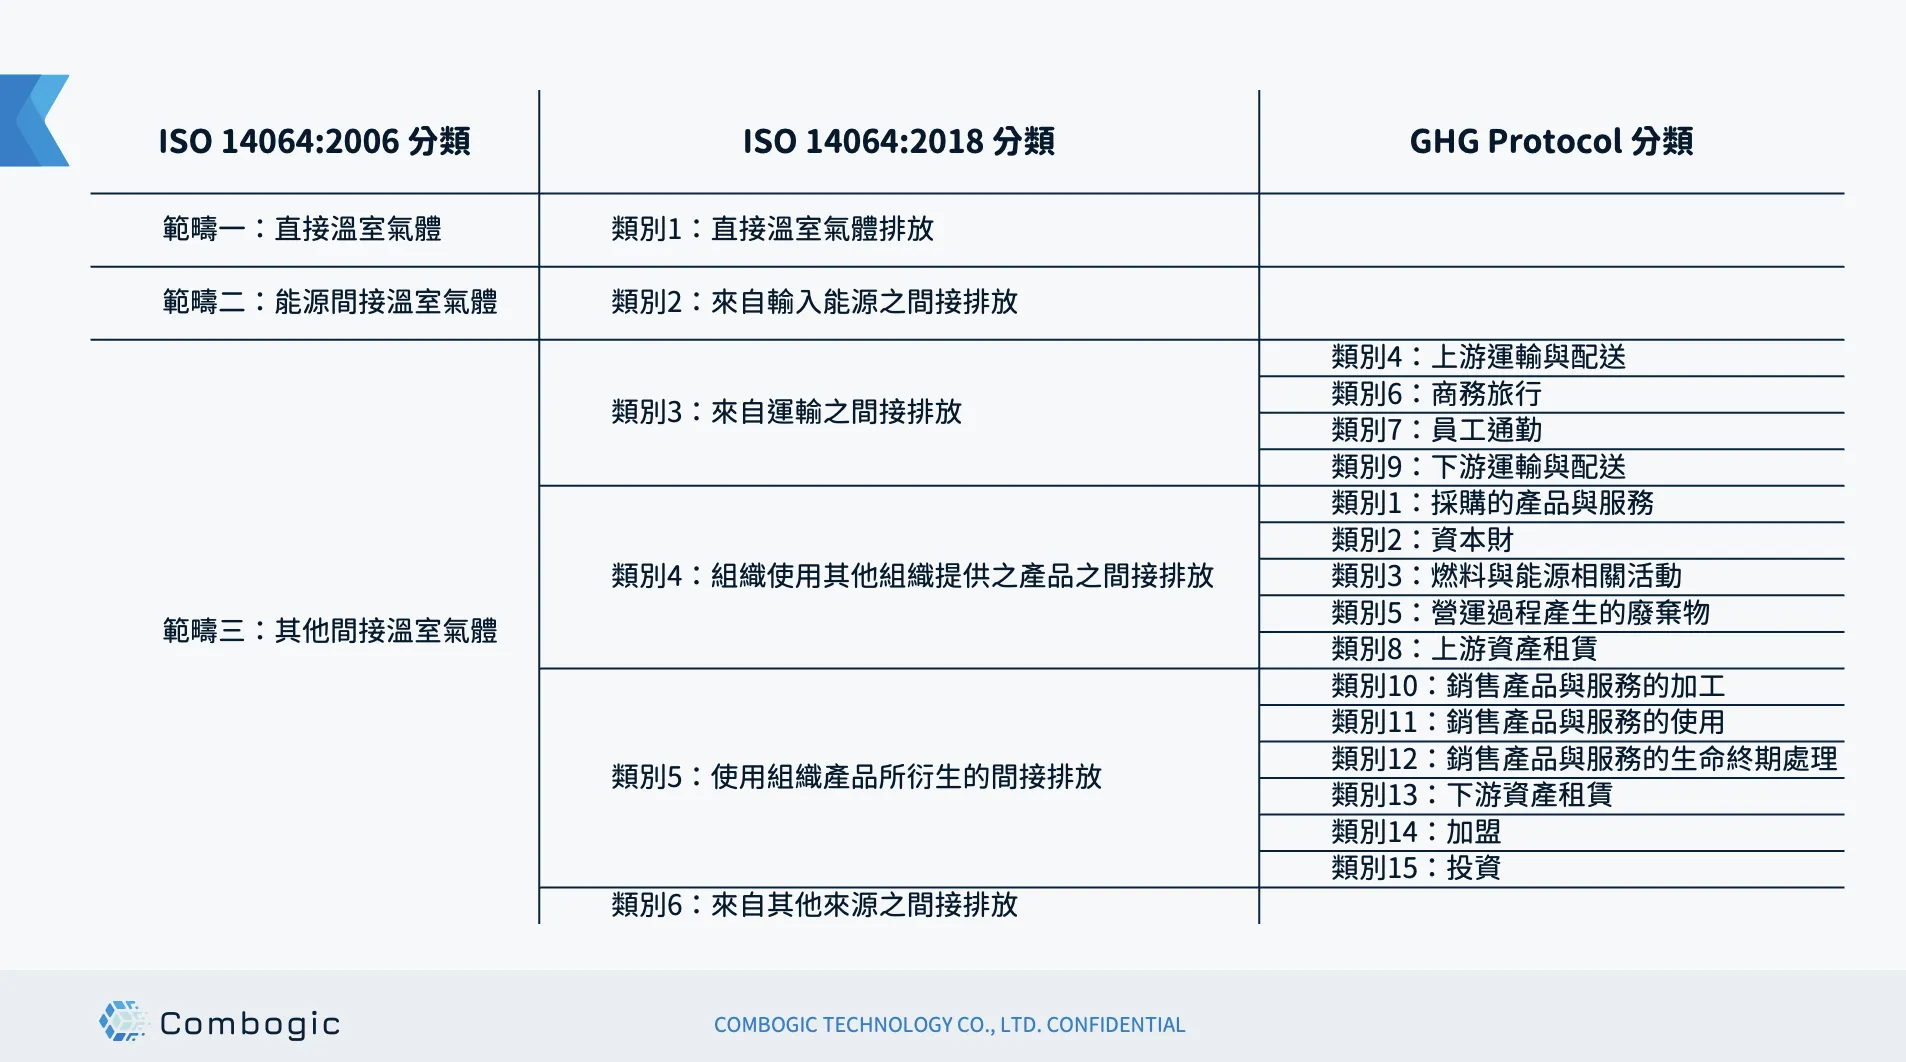 ISO 14064:2006 分類
ISO 14064:2018 分類
GHG Protocol 分類
範疇一：直接溫室氣體
類別1：直接溫室氣體排放
範疇二：能源間接溫室氣體
類別2：來自輸入能源之間接排放
範疇三：其他間接溫室氣體
類別3：來自運輸之間接排放
類別4：上游運輸與配送
類別6：商務旅行
類別7：員工通勤
類別9：下游運輸與配送
類別4：組織使用其他組織提供之產品之間接排放
類別1：採購的產品與服務
類別2：資本財
類別3：燃料與能源相關活動
類別5：營運過程產生的廢棄物
類別8：上游資產租賃
類別5：使用組織產品所衍生的間接排放
類別10：銷售產品與服務的加工
類別11：銷售產品與服務的使用
類別12：銷售產品與服務的生命終期處理
類別13：下游資產租賃
類別14：加盟
類別15：投資
類別6：來自其他來源之間接排放
Combogic
COMBOGIC TECHNOLOGY CO., LTD. CONFIDENTIAL